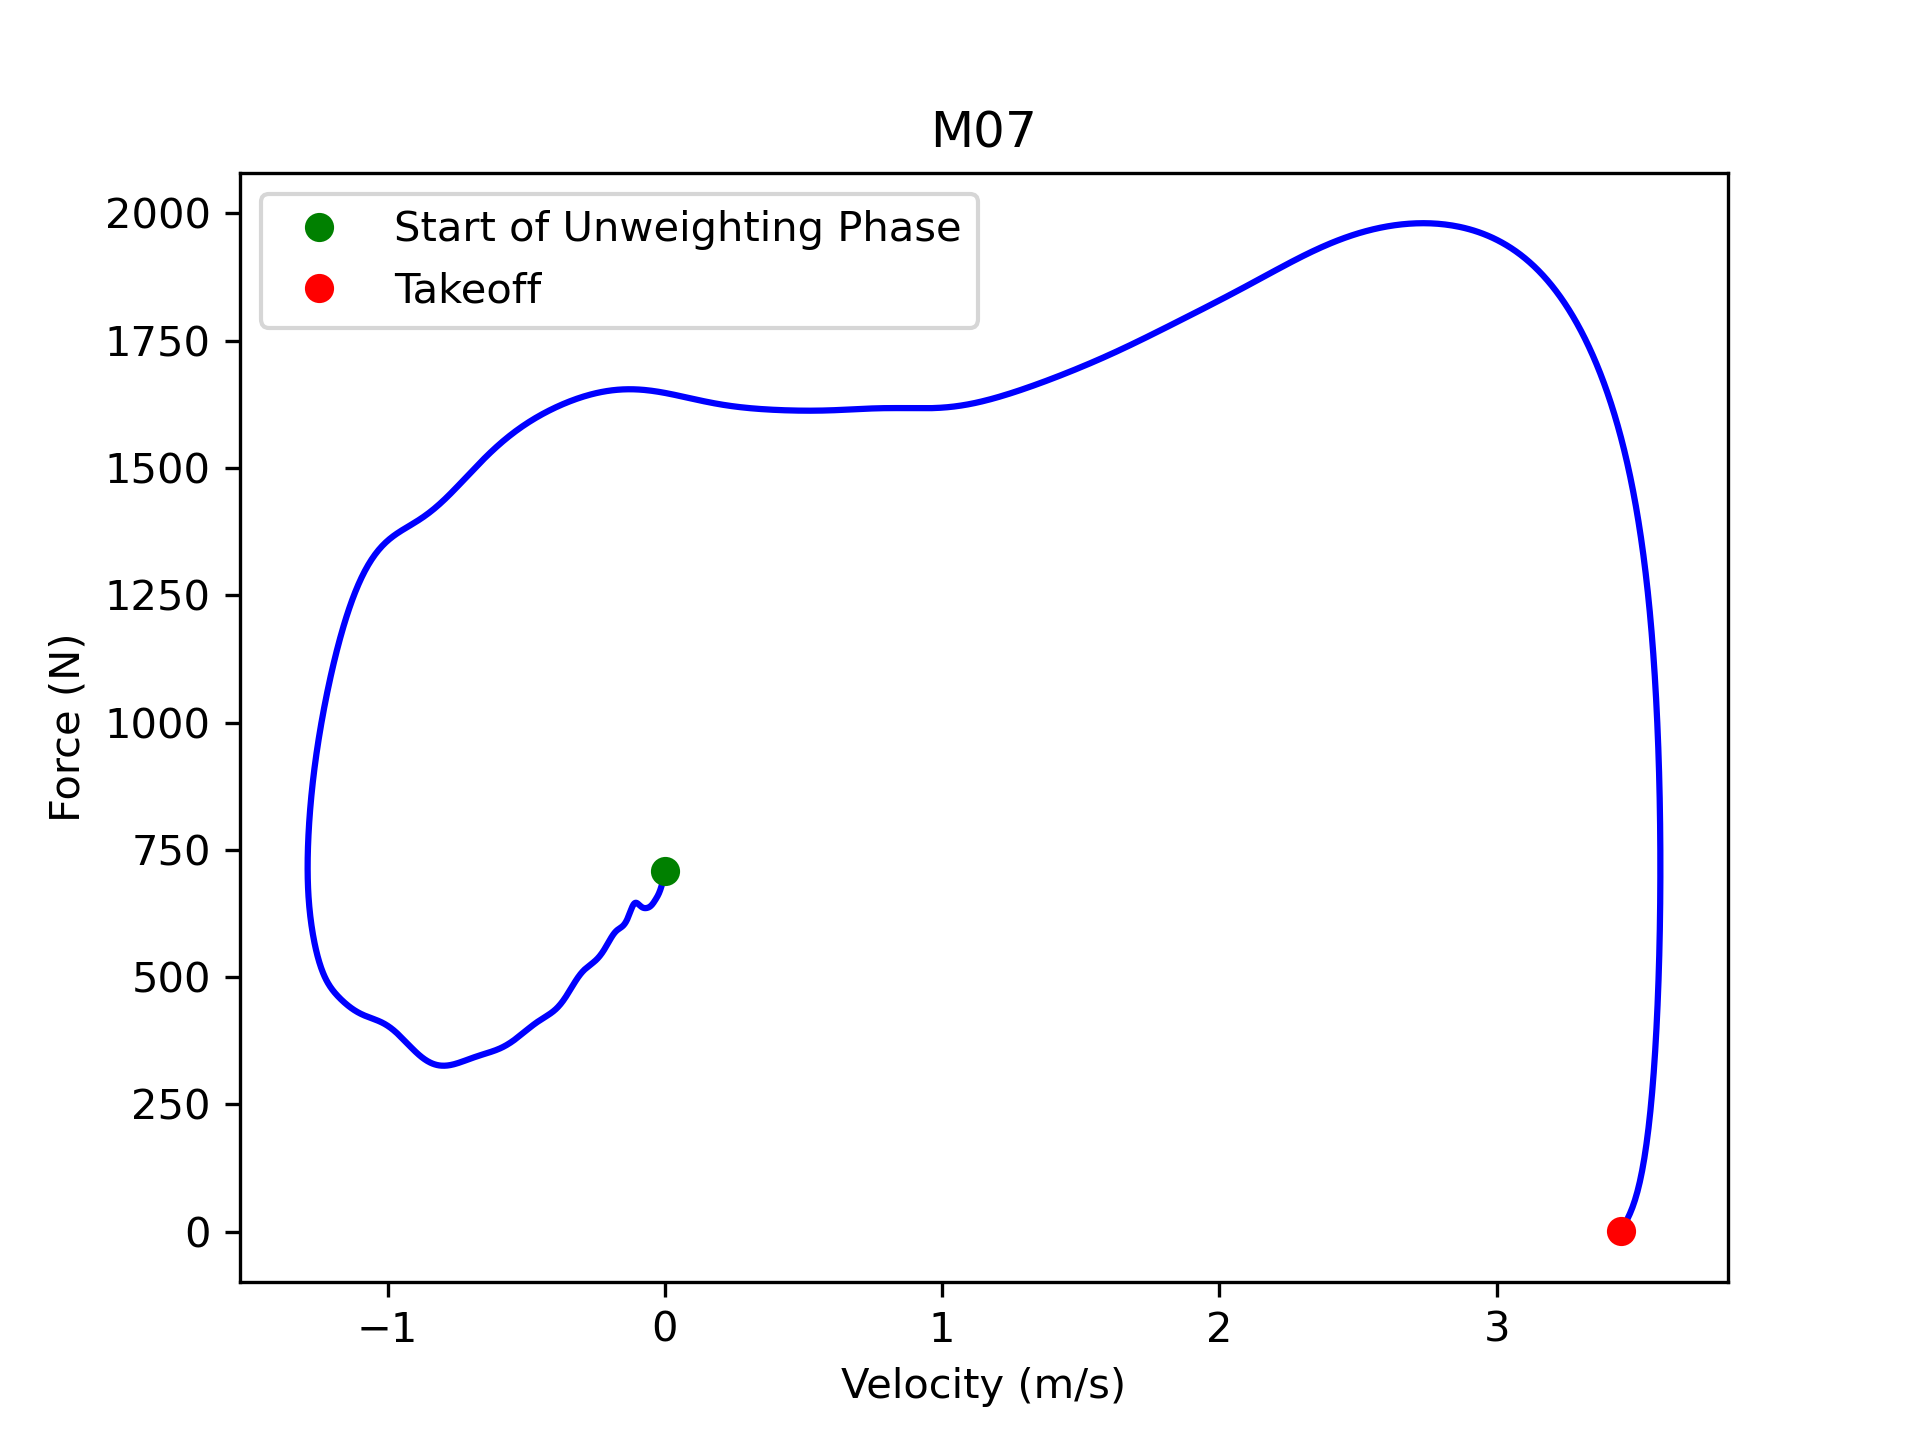 M07
Start of Unweighting Phase
Takeoff
2000
1750
1500
1250
1000
750
500
250
0
Force (N)
−1 0 1 2 3
Velocity (m/s)